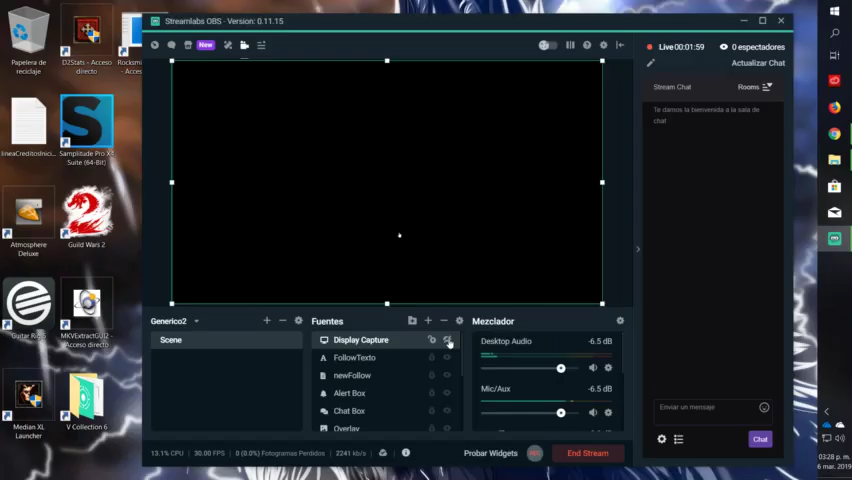 Streamlabs OBS - Version: 0.11.15
New
Live 00:01:59
0 espectadores
Actualizar Chat
Stream Chat
Rooms
Te damos la bienvenida a la sala de
chat
Papelera de
reciclaje
D2Stats - Acceso
directo
lineaCreditosInici...
Samplitude Pro X4
Suite (64-Bit)
Atmosphere
Deluxe
Guild Wars 2
Guitar Rig 5
MKVExtractGUI2 -
Acceso directo
Median XL
Launcher
V Collection 6
Generico2
Scene
Fuentes
Display Capture
FollowTexto
newFollow
Alert Box
Chat Box
Overlay
Mezclador
Desktop Audio
-6.5 dB
Mic/Aux
-6.5 dB
Enviar un mensaje
Chat
13.1% CPU
30.00 FPS
0 (0.0%) Fotogramas Perdidos
2241 kb/s
Probar Widgets
End Stream
03:28 p. m.
6 mar. 2019